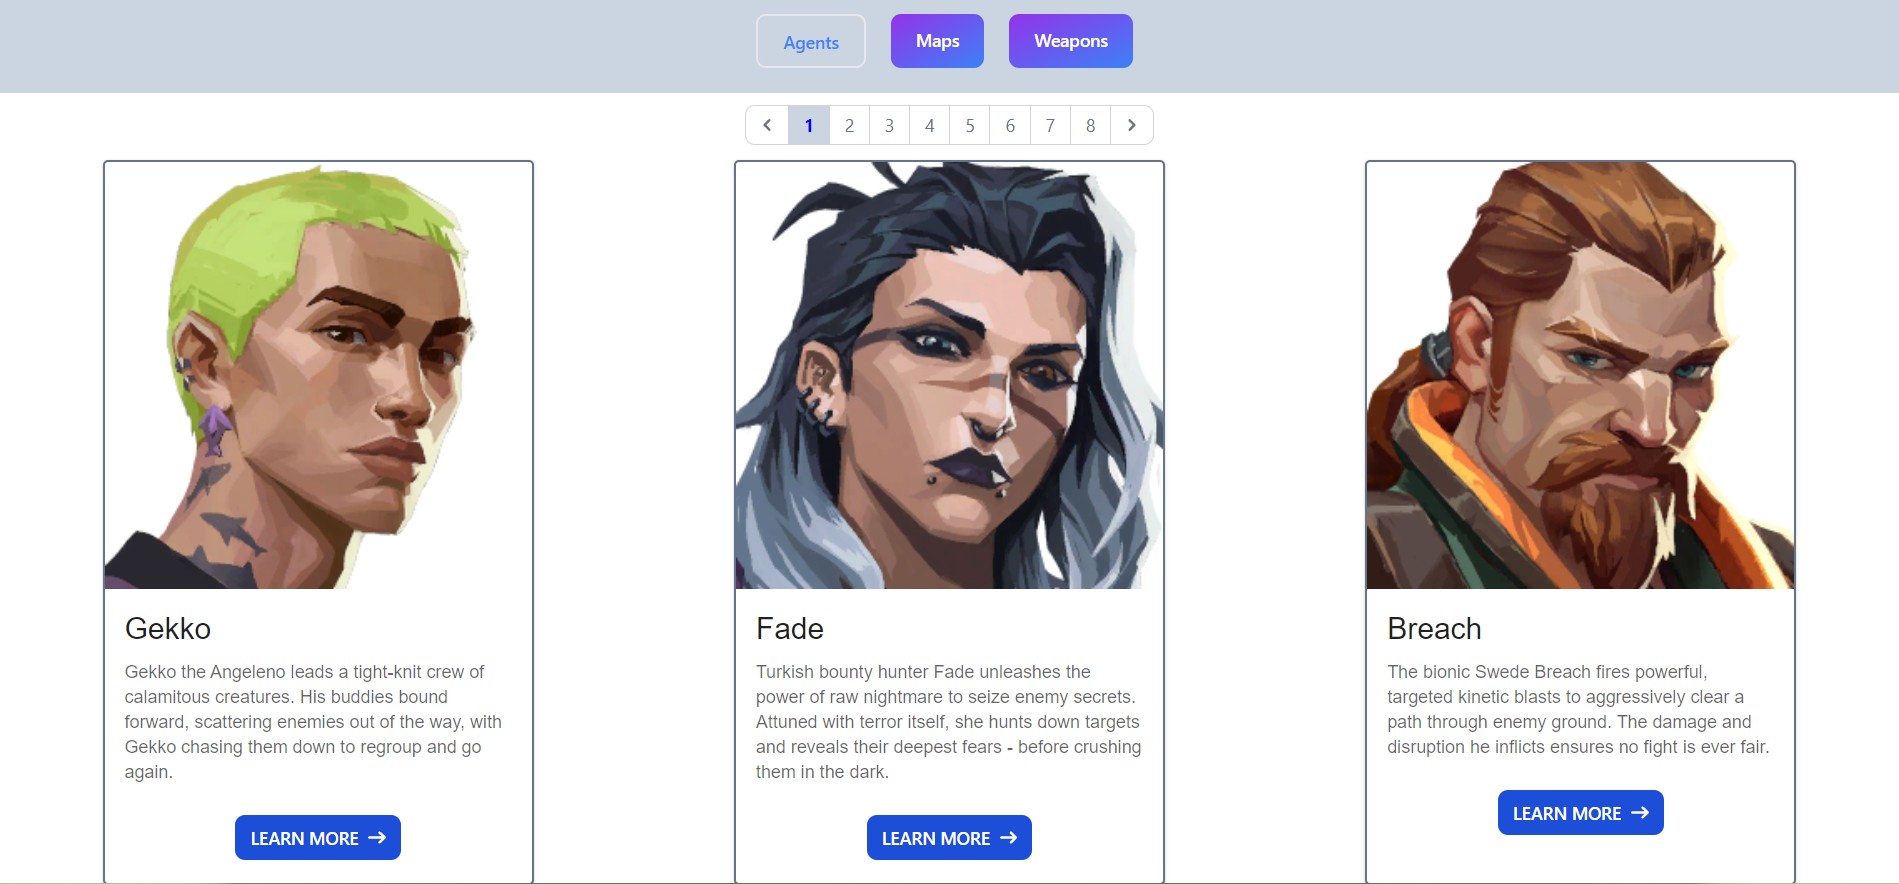 Agents Maps Weapons
1 2 3 4 5 6 7 8
Gekko
Gekko the Angeleno leads a tight-knit crew of
calamitous creatures. His buddies bound
forward, scattering enemies out of the way, with
Gekko chasing them down to regroup and go
again.
LEARN MORE
Fade
Turkish bounty hunter Fade unleashes the
power of raw nightmare to seize enemy secrets.
Attuned with terror itself, she hunts down targets
and reveals their deepest fears - before crushing
them in the dark.
LEARN MORE
Breach
The bionic Swede Breach fires powerful,
targeted kinetic blasts to aggressively clear a
path through enemy ground. The damage and
disruption he inflicts ensures no fight is ever fair.
LEARN MORE